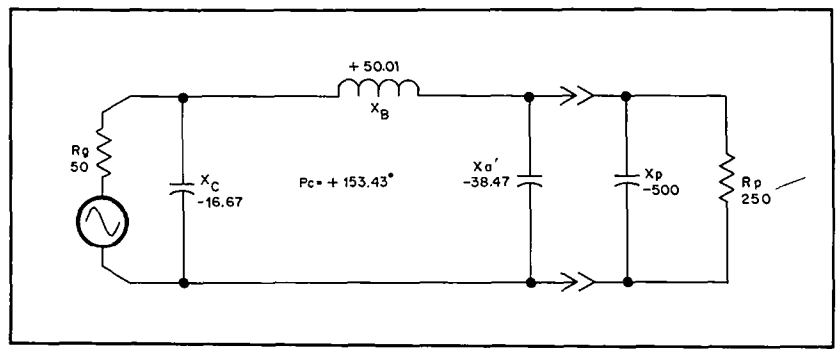 + 50.01
X_B
Rg
50
X_C
-16.67
Pc= + 153.43°
Xa'
-38.47
Xp
-500
Rp
250